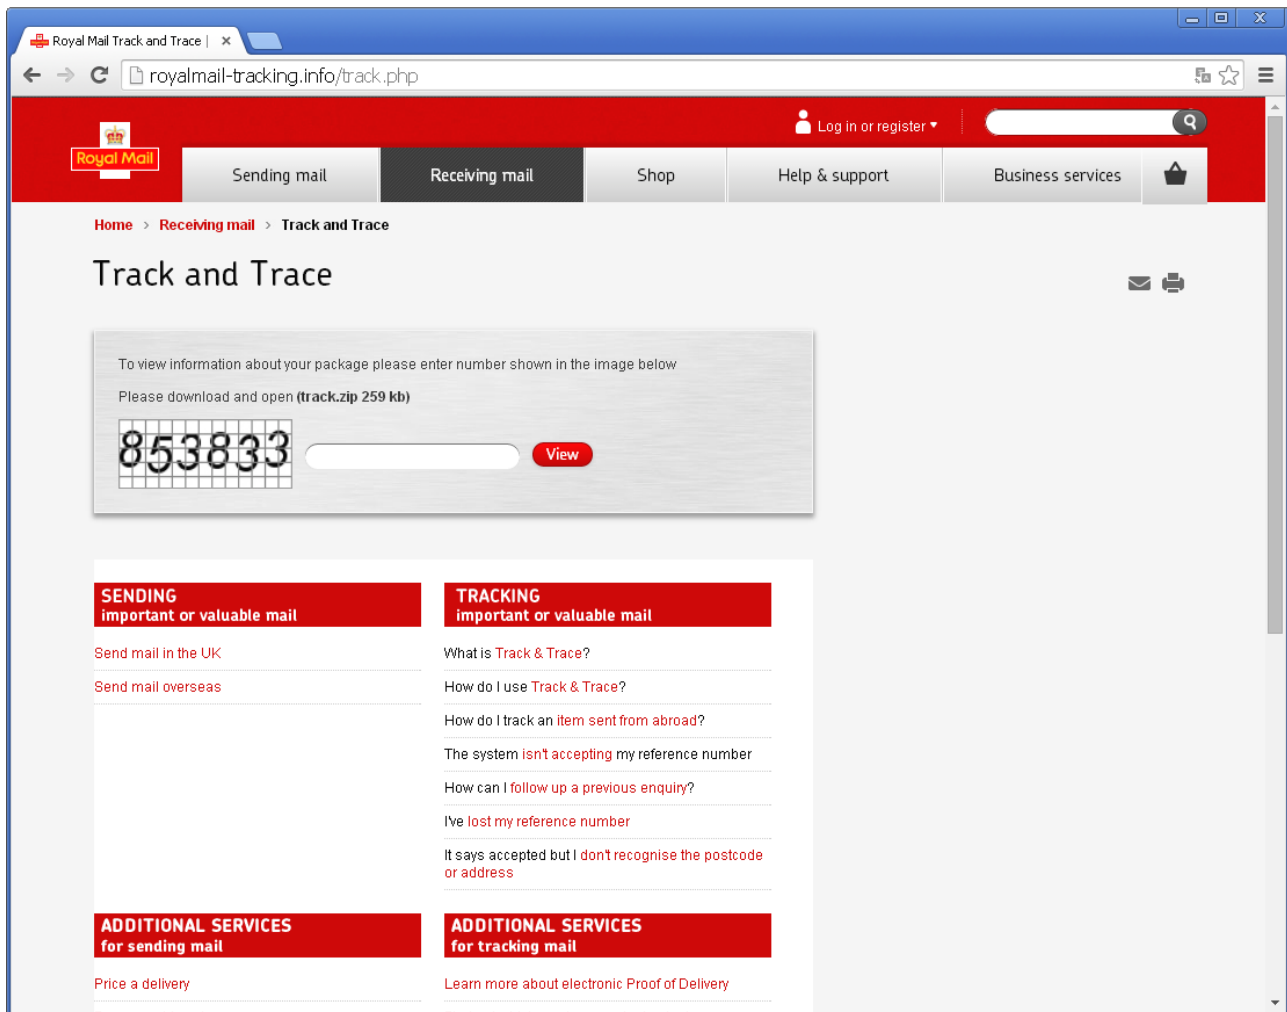 Royal Mail Track and Trace |
royalmail-tracking.info/track.php
Log in or register
Royal Mail
Sending mail
Receiving mail
Shop
Help & support
Business services
Home > Receiving mail > Track and Trace
Track and Trace
To view information about your package please enter number shown in the image below
Please download and open (track.zip 259 kb)
853833
View
SENDING
important or valuable mail
Send mail in the UK
Send mail overseas
TRACKING
important or valuable mail
What is Track & Trace?
How do I use Track & Trace?
How do I track an item sent from abroad?
The system isn't accepting my reference number
How can I follow up a previous enquiry?
I've lost my reference number
It says accepted but I don't recognise the postcode
or address
ADDITIONAL SERVICES
for sending mail
Price a delivery
ADDITIONAL SERVICES
for tracking mail
Learn more about electronic Proof of Delivery